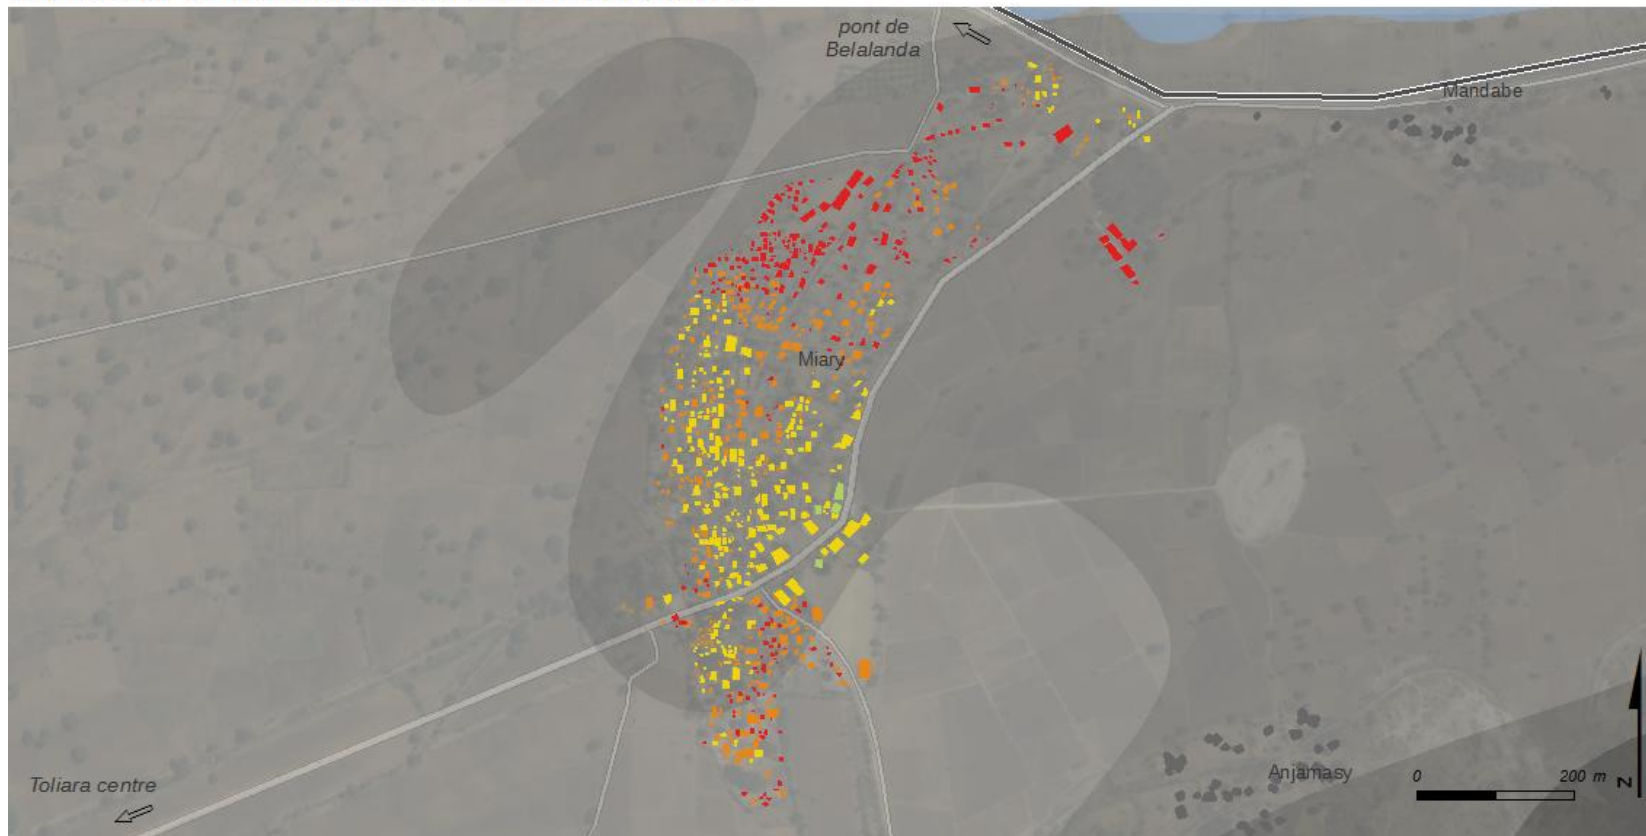 pont de
Belalanda
Mandabe
Miary
Anjamasy
Toliara centre
0 200 m
N